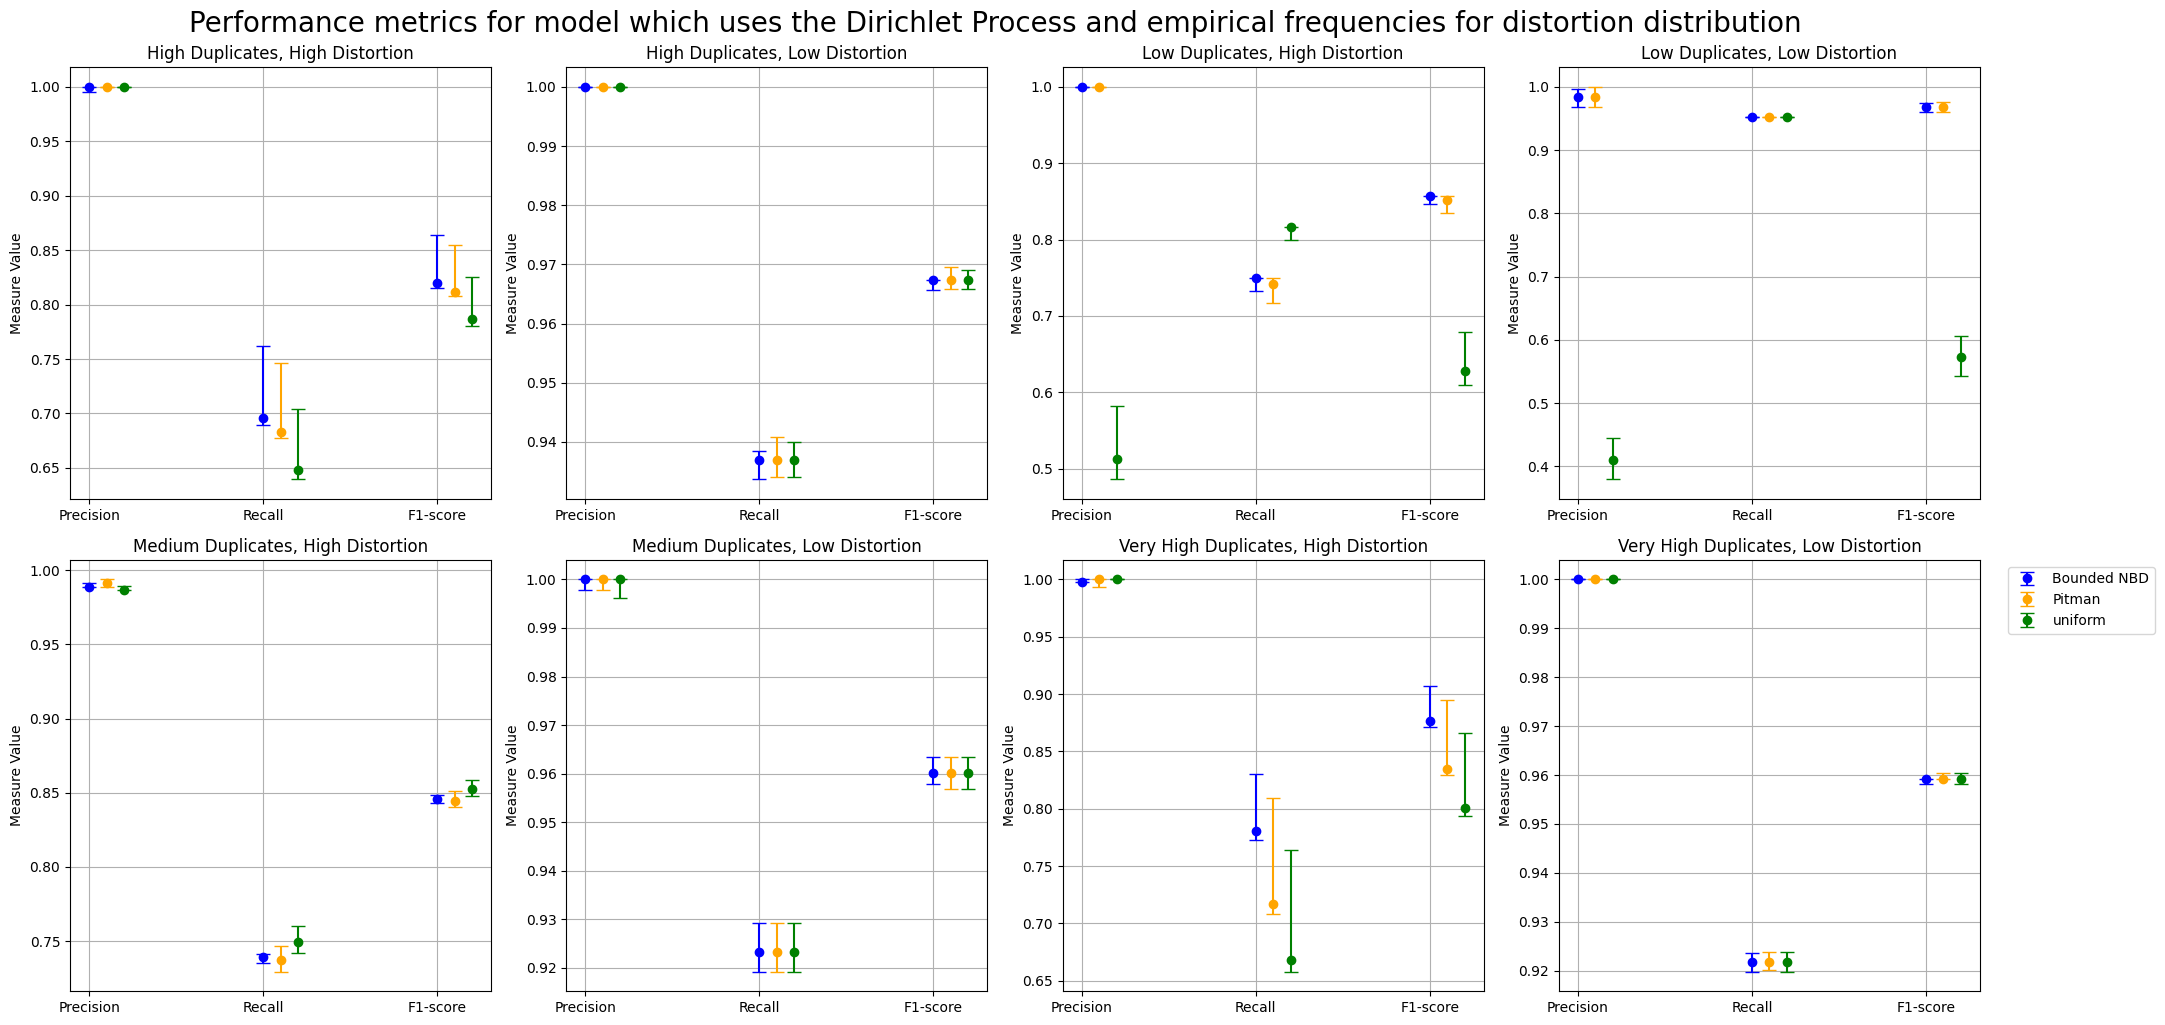 Performance metrics for model which uses the Dirichlet Process and empirical frequencies for distortion distribution
High Duplicates, High Distortion
Measure Value
1.00
0.95
0.90
0.85
0.80
0.75
0.70
0.65
Precision
Recall
F1-score
High Duplicates, Low Distortion
Measure Value
1.00
0.99
0.98
0.97
0.96
0.95
0.94
Precision
Recall
F1-score
Low Duplicates, High Distortion
Measure Value
1.0
0.9
0.8
0.7
0.6
0.5
Precision
Recall
F1-score
Low Duplicates, Low Distortion
Measure Value
1.0
0.9
0.8
0.7
0.6
0.5
0.4
Precision
Recall
F1-score
Medium Duplicates, High Distortion
Measure Value
1.00
0.95
0.90
0.85
0.80
0.75
Precision
Recall
F1-score
Medium Duplicates, Low Distortion
Measure Value
1.00
0.99
0.98
0.97
0.96
0.95
0.94
0.93
0.92
Precision
Recall
F1-score
Very High Duplicates, High Distortion
Measure Value
1.00
0.95
0.90
0.85
0.80
0.75
0.70
0.65
Precision
Recall
F1-score
Very High Duplicates, Low Distortion
Measure Value
1.00
0.99
0.98
0.97
0.96
0.95
0.94
0.93
0.92
Precision
Recall
F1-score
Bounded NBD
Pitman
uniform